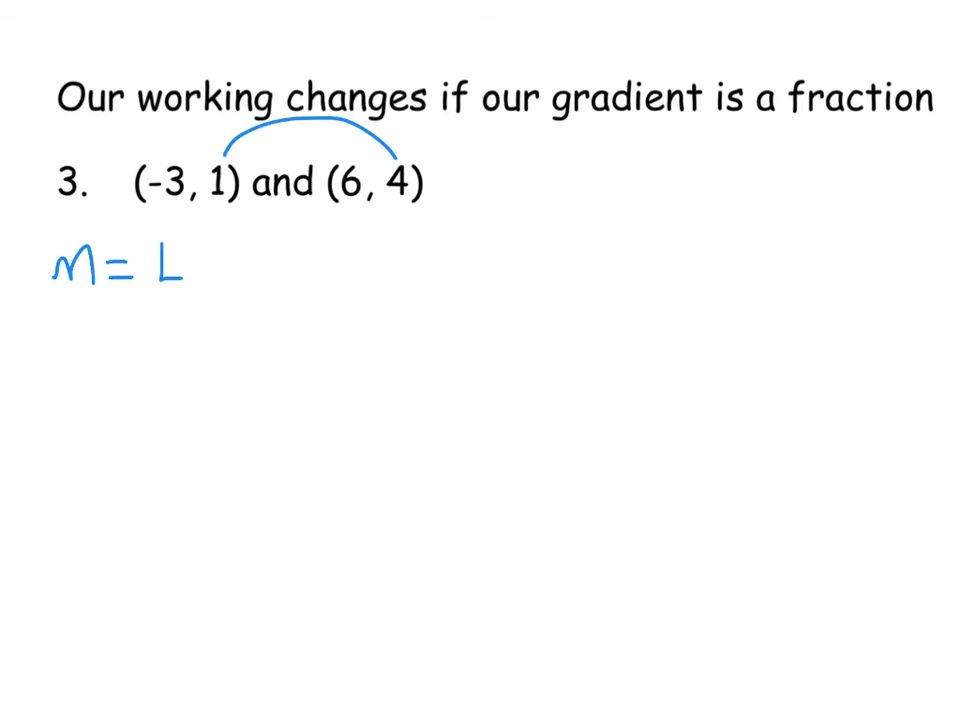 Our working changes if our gradient is a fraction
3. (-3, 1) and (6, 4)
m = L